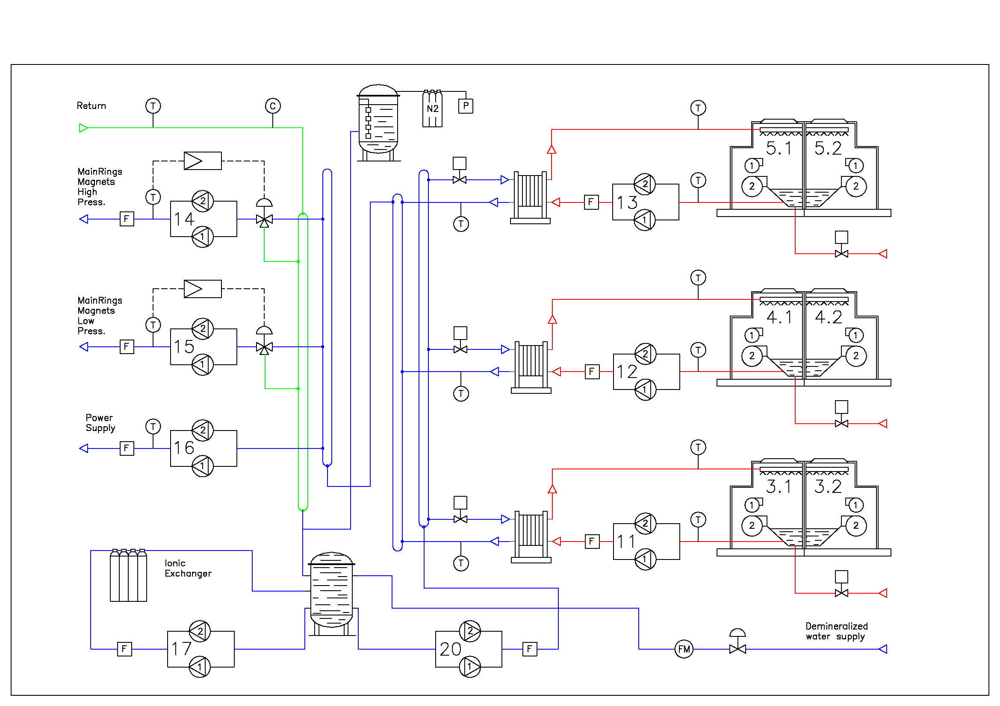 Return
T
C
N2
P
T
5.1 5.2
1 1
2 2
MainRings
Magnets
High
Press.
T
F
14
2
1
T
T
F
13
2
1
MainRings
Magnets
Low
Press.
T
F
15
2
1
T
4.1 4.2
1 1
2 2
T
T
F
12
2
1
Power
Supply
T
F
16
2
1
T
3.1 3.2
1 1
2 2
T
T
F
11
2
1
Ionic
Exchanger
F
17
2
1
20
2
1
F
FM
Demineralized
water supply